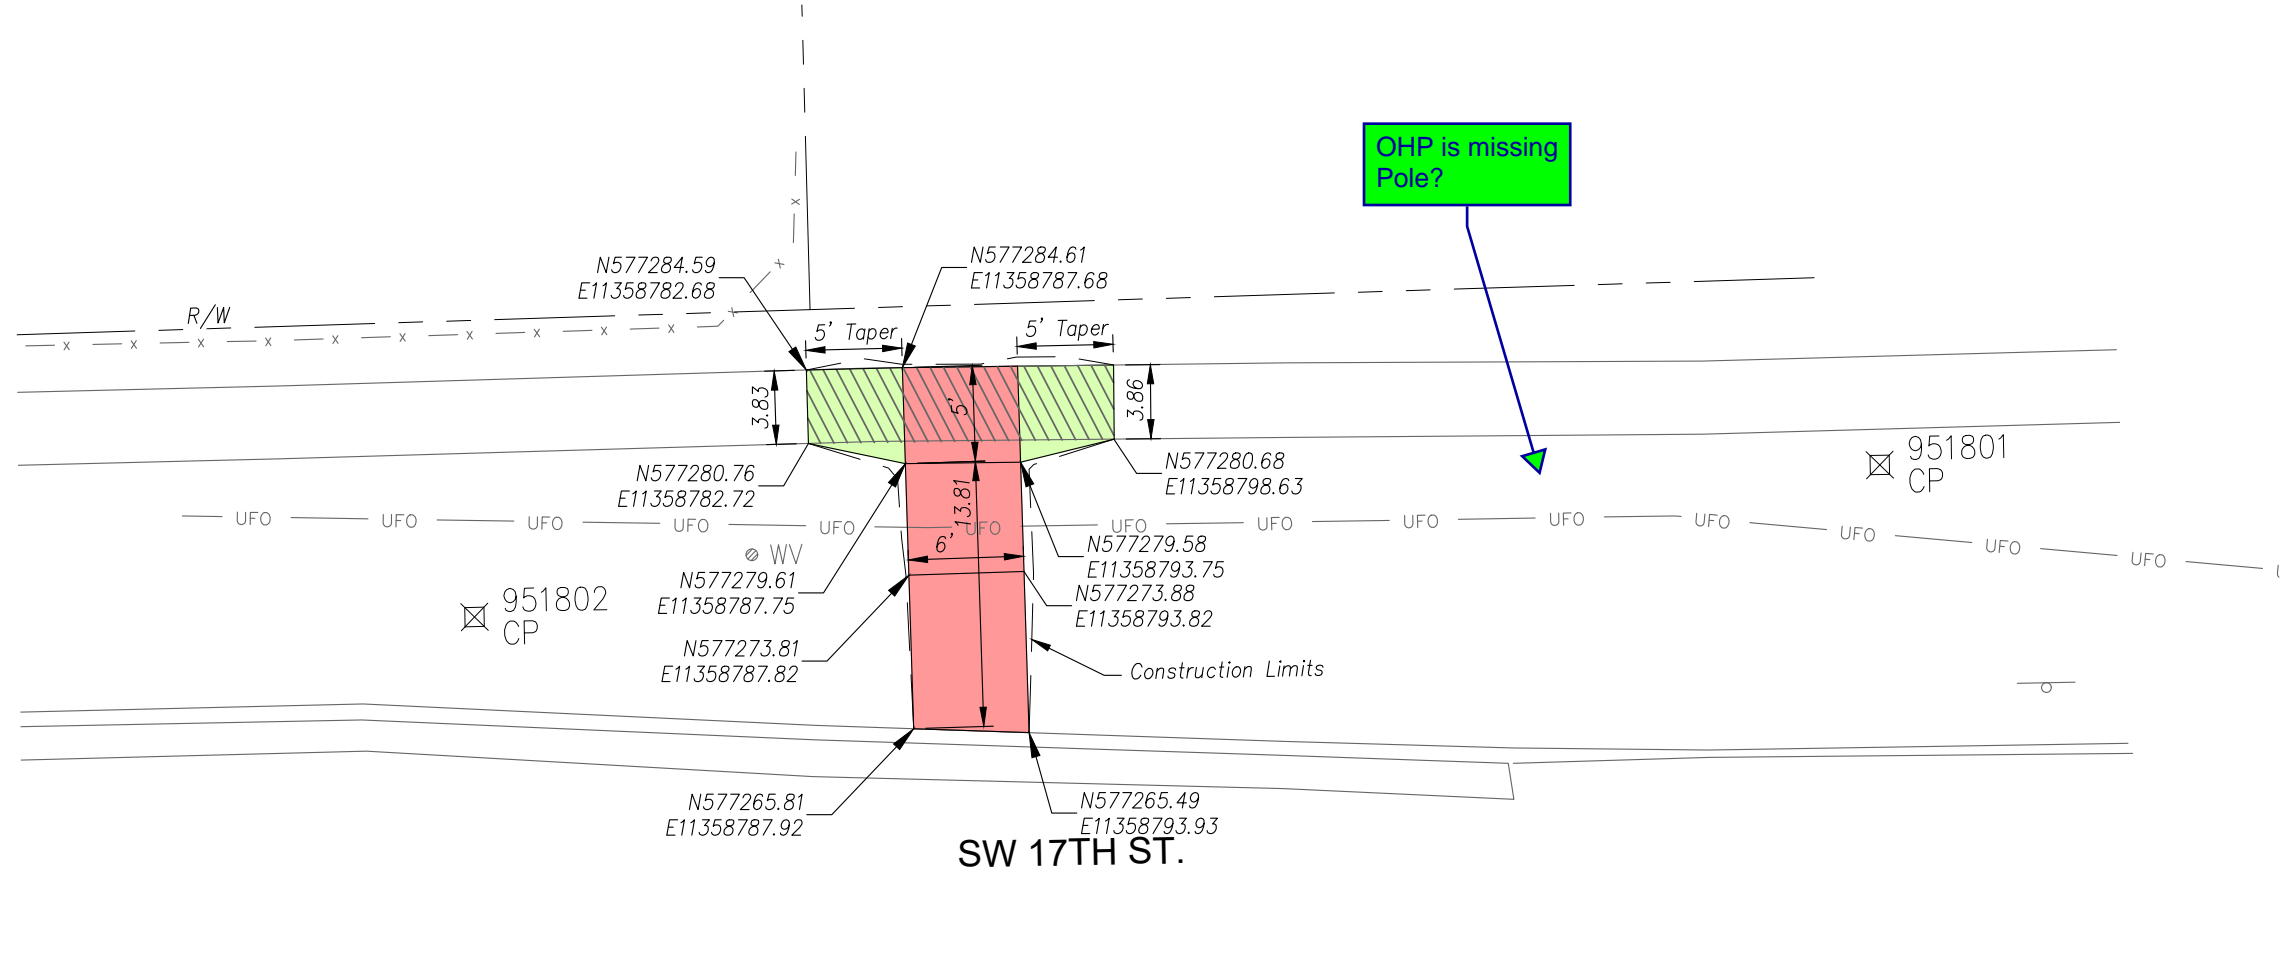 OHP is missing
Pole?
N577284.61
E11358787.68
N577284.59
E11358782.68
R/W
5' Taper
5' Taper
x x x x x x x x x x x x x
3.83
5'
3.86
951801
CP
N577280.76
E11358782.72
N577280.68
E11358798.63
13.81
UFO UFO UFO UFO UFO UFO UFO UFO UFO UFO UFO UFO UFO UFO
6'
WV
N577279.58
E11358793.75
N577279.61
E11358787.75
N577273.88
E11358793.82
951802
CP
N577273.81
E11358787.82
Construction Limits
N577265.81
E11358787.92
N577265.49
E11358793.93
SW 17TH ST.